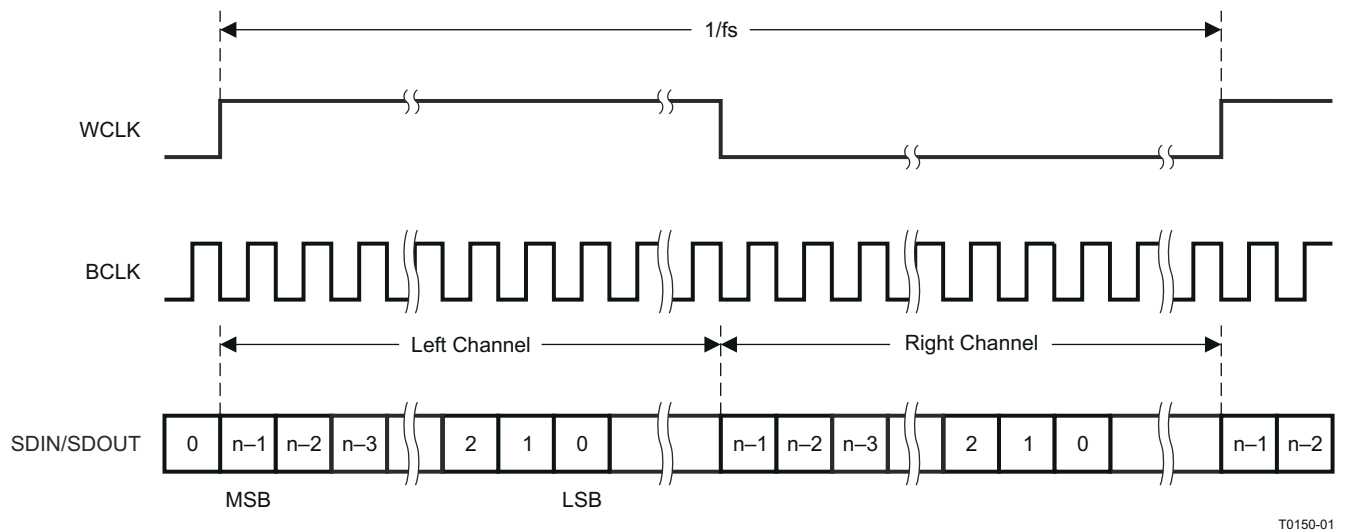 1/fs
WCLK
BCLK
Left Channel Right Channel
SDIN/SDOUT 0 n–1 n–2 n–3 2 1 0 n–1 n–2 n–3 2 1 0 n–1 n–2
MSB LSB
T0150-01